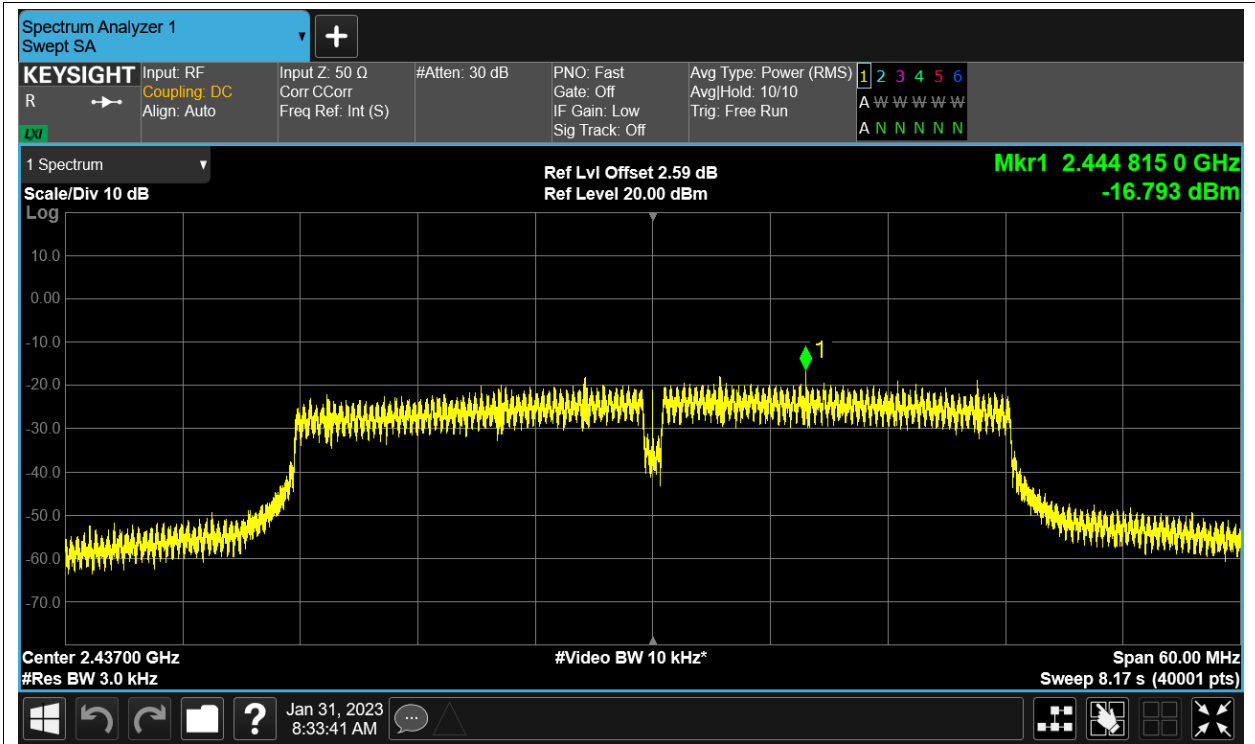 Spectrum Analyzer 1
Swept SA
KEYSIGHT
R
LXI
Input: RF
Coupling: DC
Align: Auto
Input Z: 50 Ω
Corr CCorr
Freq Ref: Int (S)
#Atten: 30 dB
PNO: Fast
Gate: Off
IF Gain: Low
Sig Track: Off
Avg Type: Power (RMS)
Avg|Hold: 10/10
Trig: Free Run
1 2 3 4 5 6
A W W W W W
A N N N N N
1 Spectrum
Scale/Div 10 dB
Log
Ref Lvl Offset 2.59 dB
Ref Level 20.00 dBm
Mkr1 2.444 815 0 GHz
-16.793 dBm
10.0
0.00
-10.0
-20.0
-30.0
-40.0
-50.0
-60.0
-70.0
1
Center 2.43700 GHz
#Video BW 10 kHz*
Span 60.00 MHz
#Res BW 3.0 kHz
Sweep 8.17 s (40001 pts)
?
Jan 31, 2023
8:33:41 AM